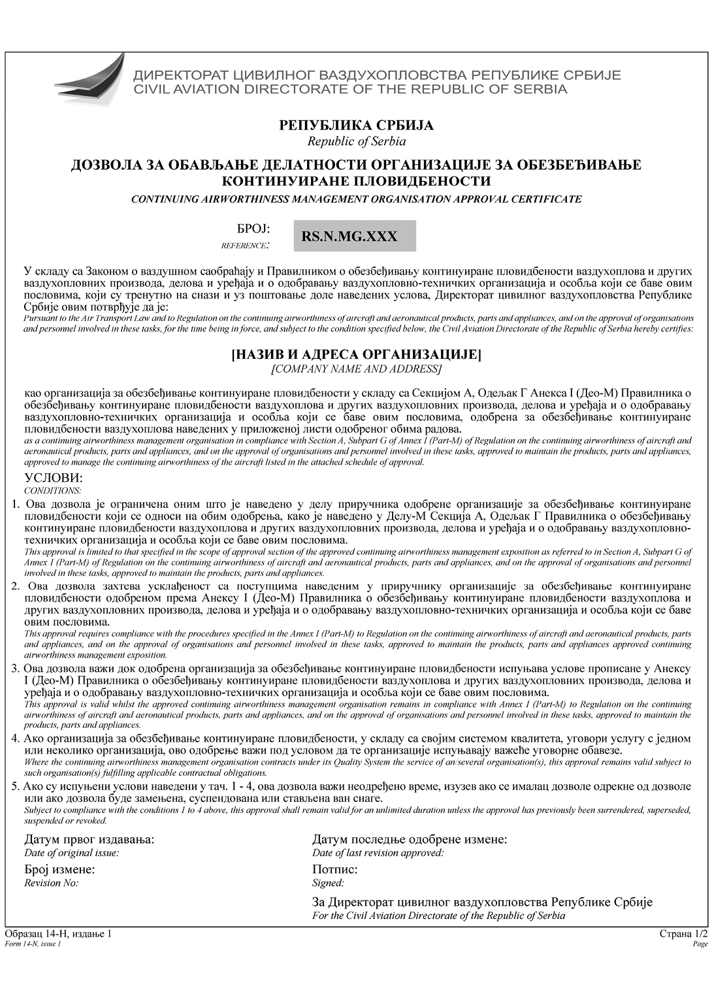 ДИРЕКТОРАТ ЦИВИЛНОГ ВАЗДУХОПЛОВСТВА РЕПУБЛИКЕ СРБИЈЕ
CIVIL AVIATION DIRECTORATE OF THE REPUBLIC OF SERBIA
РЕПУБЛИКА СРБИЈА
Republic of Serbia
ДОЗВОЛА ЗА ОБАВЉАЊЕ ДЕЛАТНОСТИ ОРГАНИЗАЦИЈЕ ЗА ОБЕЗБЕЂИВАЊЕ
КОНТИНУИРАНЕ ПЛОВИДБЕНОСТИ
CONTINUING AIRWORTHINESS MANAGEMENT ORGANISATION APPROVAL CERTIFICATE
БРОЈ:
REFERENCE:
RS.N.MG.XXX
У складу са Законом о ваздушном саобраћају и Правилником о обезбеђивању континуиране пловидбености ваздухоплова и других
ваздухопловних производа, делова и уређаја и о одобравању ваздухопловно-техничких организација и особља који се баве овим
пословима, који су тренутно на снази и уз поштовање доле наведених услова, Директорат цивилног ваздухопловства Републике
Србије овим потврђује да је:
Pursuant to the Air Transport Law and to Regulation on the continuing airworthiness of aircraft and aeronautical products, parts and appliances, and on the approval of organisations
and personnel involved in these tasks, for the time being in force, and subject to the condition specified below, the Civil Aviation Directorate of the Republic of Serbia hereby certifies:
[НАЗИВ И АДРЕСА ОРГАНИЗАЦИЈЕ]
[COMPANY NAME AND ADDRESS]
као организација за обезбеђивање континуиране пловидбености у складу са Секцијом А, Одељак Г Анекса I (Део-М) Правилника о
обезбеђивању континуиране пловидбености ваздухоплова и других ваздухопловних производа, делова и уређаја и о одобравању
ваздухопловно-техничких организација и особља који се баве овим пословима, одобрена за обезбеђивање континуиране
пловидбености ваздухоплова наведених у приложеној листи одобреног обима радова.
as a continuing airworthiness management organisation in compliance with Section A, Subpart G of Annex I (Part-M) of Regulation on the continuing airworthiness of aircraft and
aeronautical products, parts and appliances, and on the approval of organisations and personnel involved in these tasks, approved to maintain the products, parts and appliances,
approved to manage the continuing airworthiness of the aircraft listed in the attached schedule of approval.
УСЛОВИ:
CONDITIONS:
1. Ова дозвола је ограничена оним што је наведено у делу приручника одобрене организације за обезбеђивање континуиране
пловидбености који се односи на обим одобрења, како је наведено у Делу-М Секција А, Одељак Г Правилника о обезбеђивању
континуиране пловидбености ваздухоплова и других ваздухопловних производа, делова и уређаја и о одобравању ваздухопловно-
техничких организација и особља који се баве овим пословима.
This approval is limited to that specified in the scope of approval section of the approved continuing airworthiness management exposition as referred to in Section A, Subpart G of
Annex I (Part-M) of Regulation on the continuing airworthiness of aircraft and aeronautical products, parts and appliances, and on the approval of organisations and personnel
involved in these tasks, approved to maintain the products, parts and appliances.
2. Ова дозвола захтева усклађеност са поступцима наведеним у приручнику организације за обезбеђивање континуиране
пловидбености одобреном према Анексу I (Део-М) Правилника о обезбеђивању континуиране пловидбености ваздухоплова и
других ваздухопловних производа, делова и уређаја и о одобравању ваздухопловно-техничких организација и особља који се баве
овим пословима.
This approval requires compliance with the procedures specified in the Annex I (Part-M) to Regulation on the continuing airworthiness of aircraft and aeronautical products, parts
and appliances, and on the approval of organisations and personnel involved in these tasks, approved to maintain the products, parts and appliances approved continuing
airworthiness management exposition.
3. Ова дозвола важи док одобрена организација за обезбеђивање континуиране пловидбености испуњава услове прописане у Анексу
I (Део-М) Правилника о обезбеђивању континуиране пловидбености ваздухоплова и других ваздухопловних производа, делова и
уређаја и о одобравању ваздухопловно-техничких организација и особља који се баве овим пословима.
This approval is valid whilst the approved continuing airworthiness management organisation remains in compliance with Annex I (Part-M) to Regulation on the continuing
airworthiness of aircraft and aeronautical products, parts and appliances, and on the approval of organisations and personnel involved in these tasks, approved to maintain the
products, parts and appliances.
4. Ако организација за обезбеђивање континуиране пловидбености, у складу са својим системом квалитета, уговори услугу с једном
или неколико организација, ово одобрење важи под условом да те организације испуњавају важеће уговорне обавезе.
Where the continuing airworthiness management organisation contracts under its Quality System the service of an/several organisation(s), this approval remains valid subject to
such organisation(s) fulfilling applicable contractual obligations.
5. Ако су испуњени услови наведени у тач. 1 - 4, ова дозвола важи неодређено време, изузев ако се ималац дозволе одрекне од дозволе
или ако дозвола буде замењена, суспендована или стављена ван снаге.
Subject to compliance with the conditions 1 to 4 above, this approval shall remain valid for an unlimited duration unless the approval has previously been surrendered, superseded,
suspended or revoked.
Датум првог издавања:
Date of original issue:
Датум последње одобрене измене:
Date of last revision approved:
Број измене:
Revision No:
Потпис:
Signed:
За Директорат цивилног ваздухопловства Републике Србије
For the Civil Aviation Directorate of the Republic of Serbia
Образац 14-Н, издање 1
Form 14-N, issue 1
Страна 1/2
Page